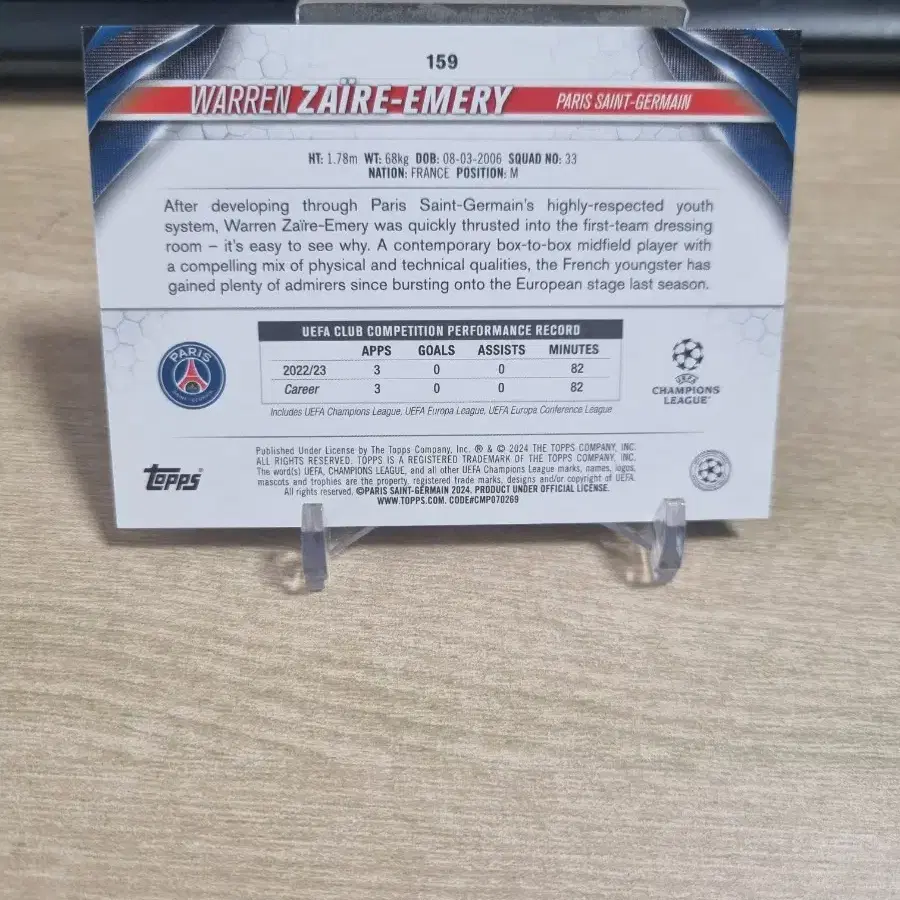 159
WARREN ZAÏRE-EMERY PARIS SAINT-GERMAIN
HT: 1.78m WT: 68kg DOB: 08-03-2006 SQUAD NO: 33
NATION: FRANCE POSITION: M
After developing through Paris Saint-Germain's highly-respected youth
system, Warren Zaïre-Emery was quickly thrusted into the first-team dressing
room – it's easy to see why. A contemporary box-to-box midfield player with
a compelling mix of physical and technical qualities, the French youngster has
gained plenty of admirers since bursting onto the European stage last season.
UEFA CLUB COMPETITION PERFORMANCE RECORD
APPS GOALS ASSISTS MINUTES
2022/23 3 0 0 82
Career 3 0 0 82
Includes UEFA Champions League, UEFA Europa League, UEFA Europa Conference League
PARIS
UEFA
CHAMPIONS
LEAGUE
topps
Published Under License by The Topps Company, Inc. ® & © 2024 THE TOPPS COMPANY, INC.
ALL RIGHTS RESERVED. TOPPS IS A REGISTERED TRADEMARK OF THE TOPPS COMPANY, INC.
The word(s) UEFA, CHAMPIONS LEAGUE, and all other UEFA Champions League marks, names, logos,
mascots and trophies are the property, registered trade marks, designs and/or copyright of UEFA.
All rights reserved. ©PARIS SAINT-GERMAIN 2024. PRODUCT UNDER OFFICIAL LICENSE.
WWW.TOPPS.COM. CODE#CMP070269